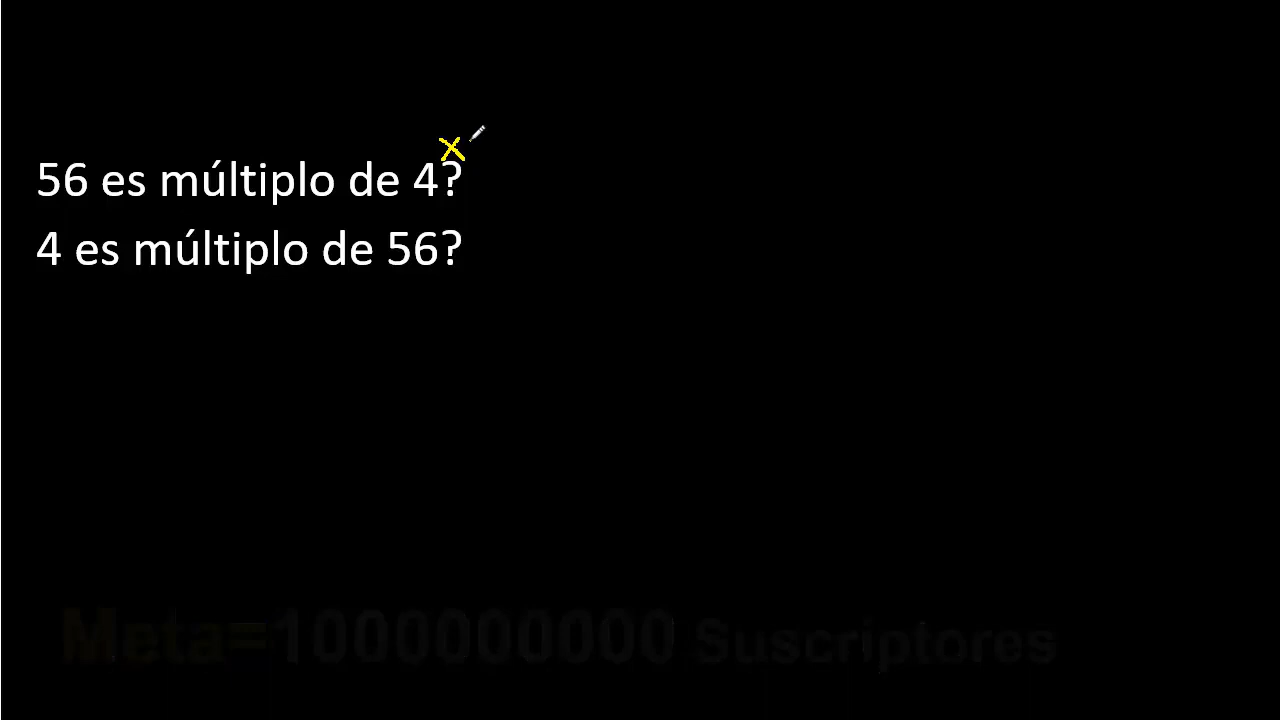 x
56 es múltiplo de 4?
4 es múltiplo de 56?
Meta=1000000000 Suscriptores